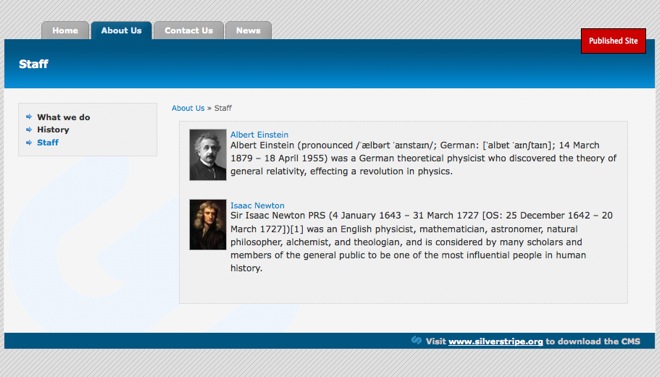 Home
About Us
Contact Us
News
Published Site
Staff
What we do
History
Staff
About Us » Staff
Albert Einstein
Albert Einstein (pronounced /ˈælbərt ˈaɪnstaɪn/; German: [ˈalbɐt ˈaɪnʃtaɪn]; 14 March
1879 – 18 April 1955) was a German theoretical physicist who discovered the theory of
general relativity, effecting a revolution in physics.
Isaac Newton
Sir Isaac Newton PRS (4 January 1643 – 31 March 1727 [OS: 25 December 1642 – 20
March 1727])[1] was an English physicist, mathematician, astronomer, natural
philosopher, alchemist, and theologian, and is considered by many scholars and
members of the general public to be one of the most influential people in human
history.
Visit www.silverstripe.org to download the CMS